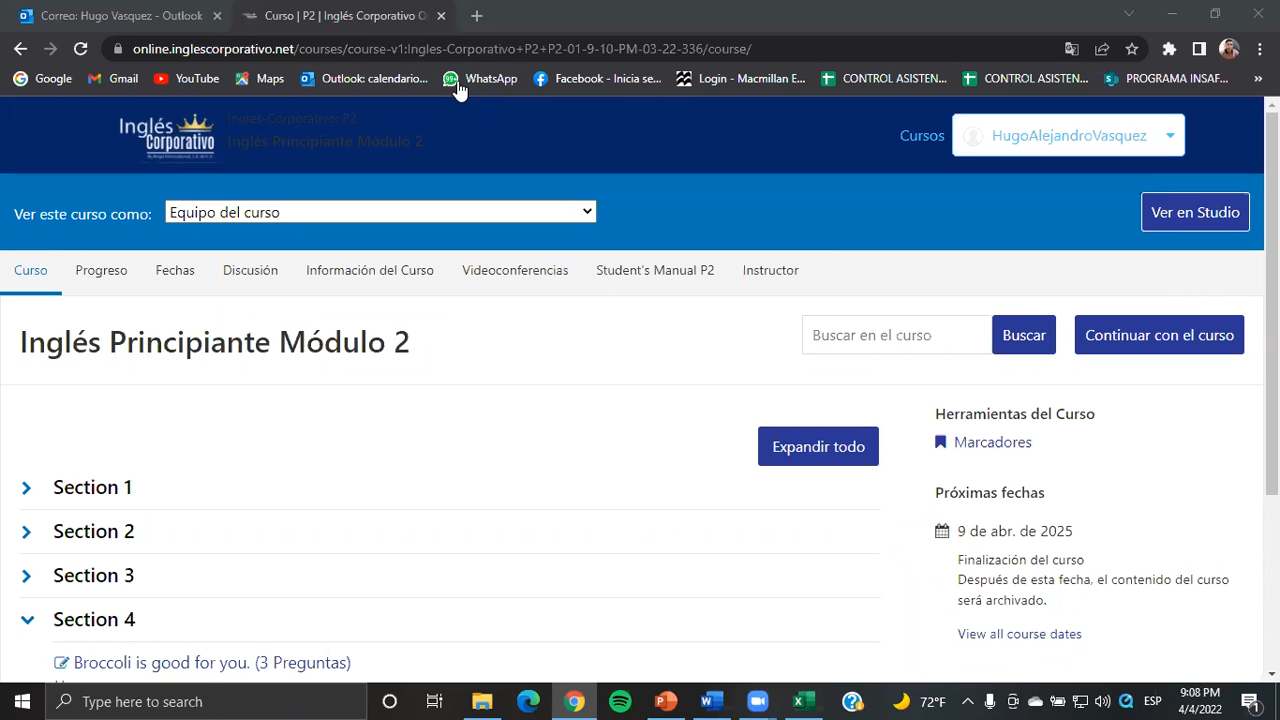 Correo: Hugo Vasquez - Outlook
Curso | P2 | Inglés Corporativo O
online.inglescorporativo.net/courses/course-v1:Ingles-Corporativo+P2+P2-01-9-10-PM-03-22-336/course/
Google Gmail YouTube Maps Outlook: calendario... WhatsApp Facebook - Inicia se... Login - Macmillan E... CONTROL ASISTEN... CONTROL ASISTEN... PROGRAMA INSAF...
Inglés
Corporativo
Ingles-Corporativo: P2
Inglés Principiante Módulo 2
Cursos
HugoAlejandroVasquez
Ver este curso como: Equipo del curso
Ver en Studio
Curso Progreso Fechas Discusión Información del Curso Videoconferencias Student's Manual P2 Instructor
Inglés Principiante Módulo 2
Buscar en el curso Buscar Continuar con el curso
Herramientas del Curso
Marcadores
Expandir todo
Section 1
Section 2
Section 3
Section 4
Broccoli is good for you. (3 Preguntas)
Próximas fechas
9 de abr. de 2025
Finalización del curso
Después de esta fecha, el contenido del curso
será archivado.
View all course dates
Type here to search
72°F
ESP
9:08 PM
4/4/2022